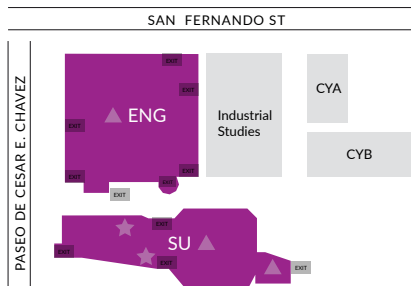 SAN FERNANDO ST
PASEO DE CESAR E. CHAVEZ
EXIT
EXIT
CYA
ENG
Industrial
Studies
EXIT
CYB
EXIT
EXIT
EXIT
EXIT
EXIT
SU
EXIT
EXIT
EXIT